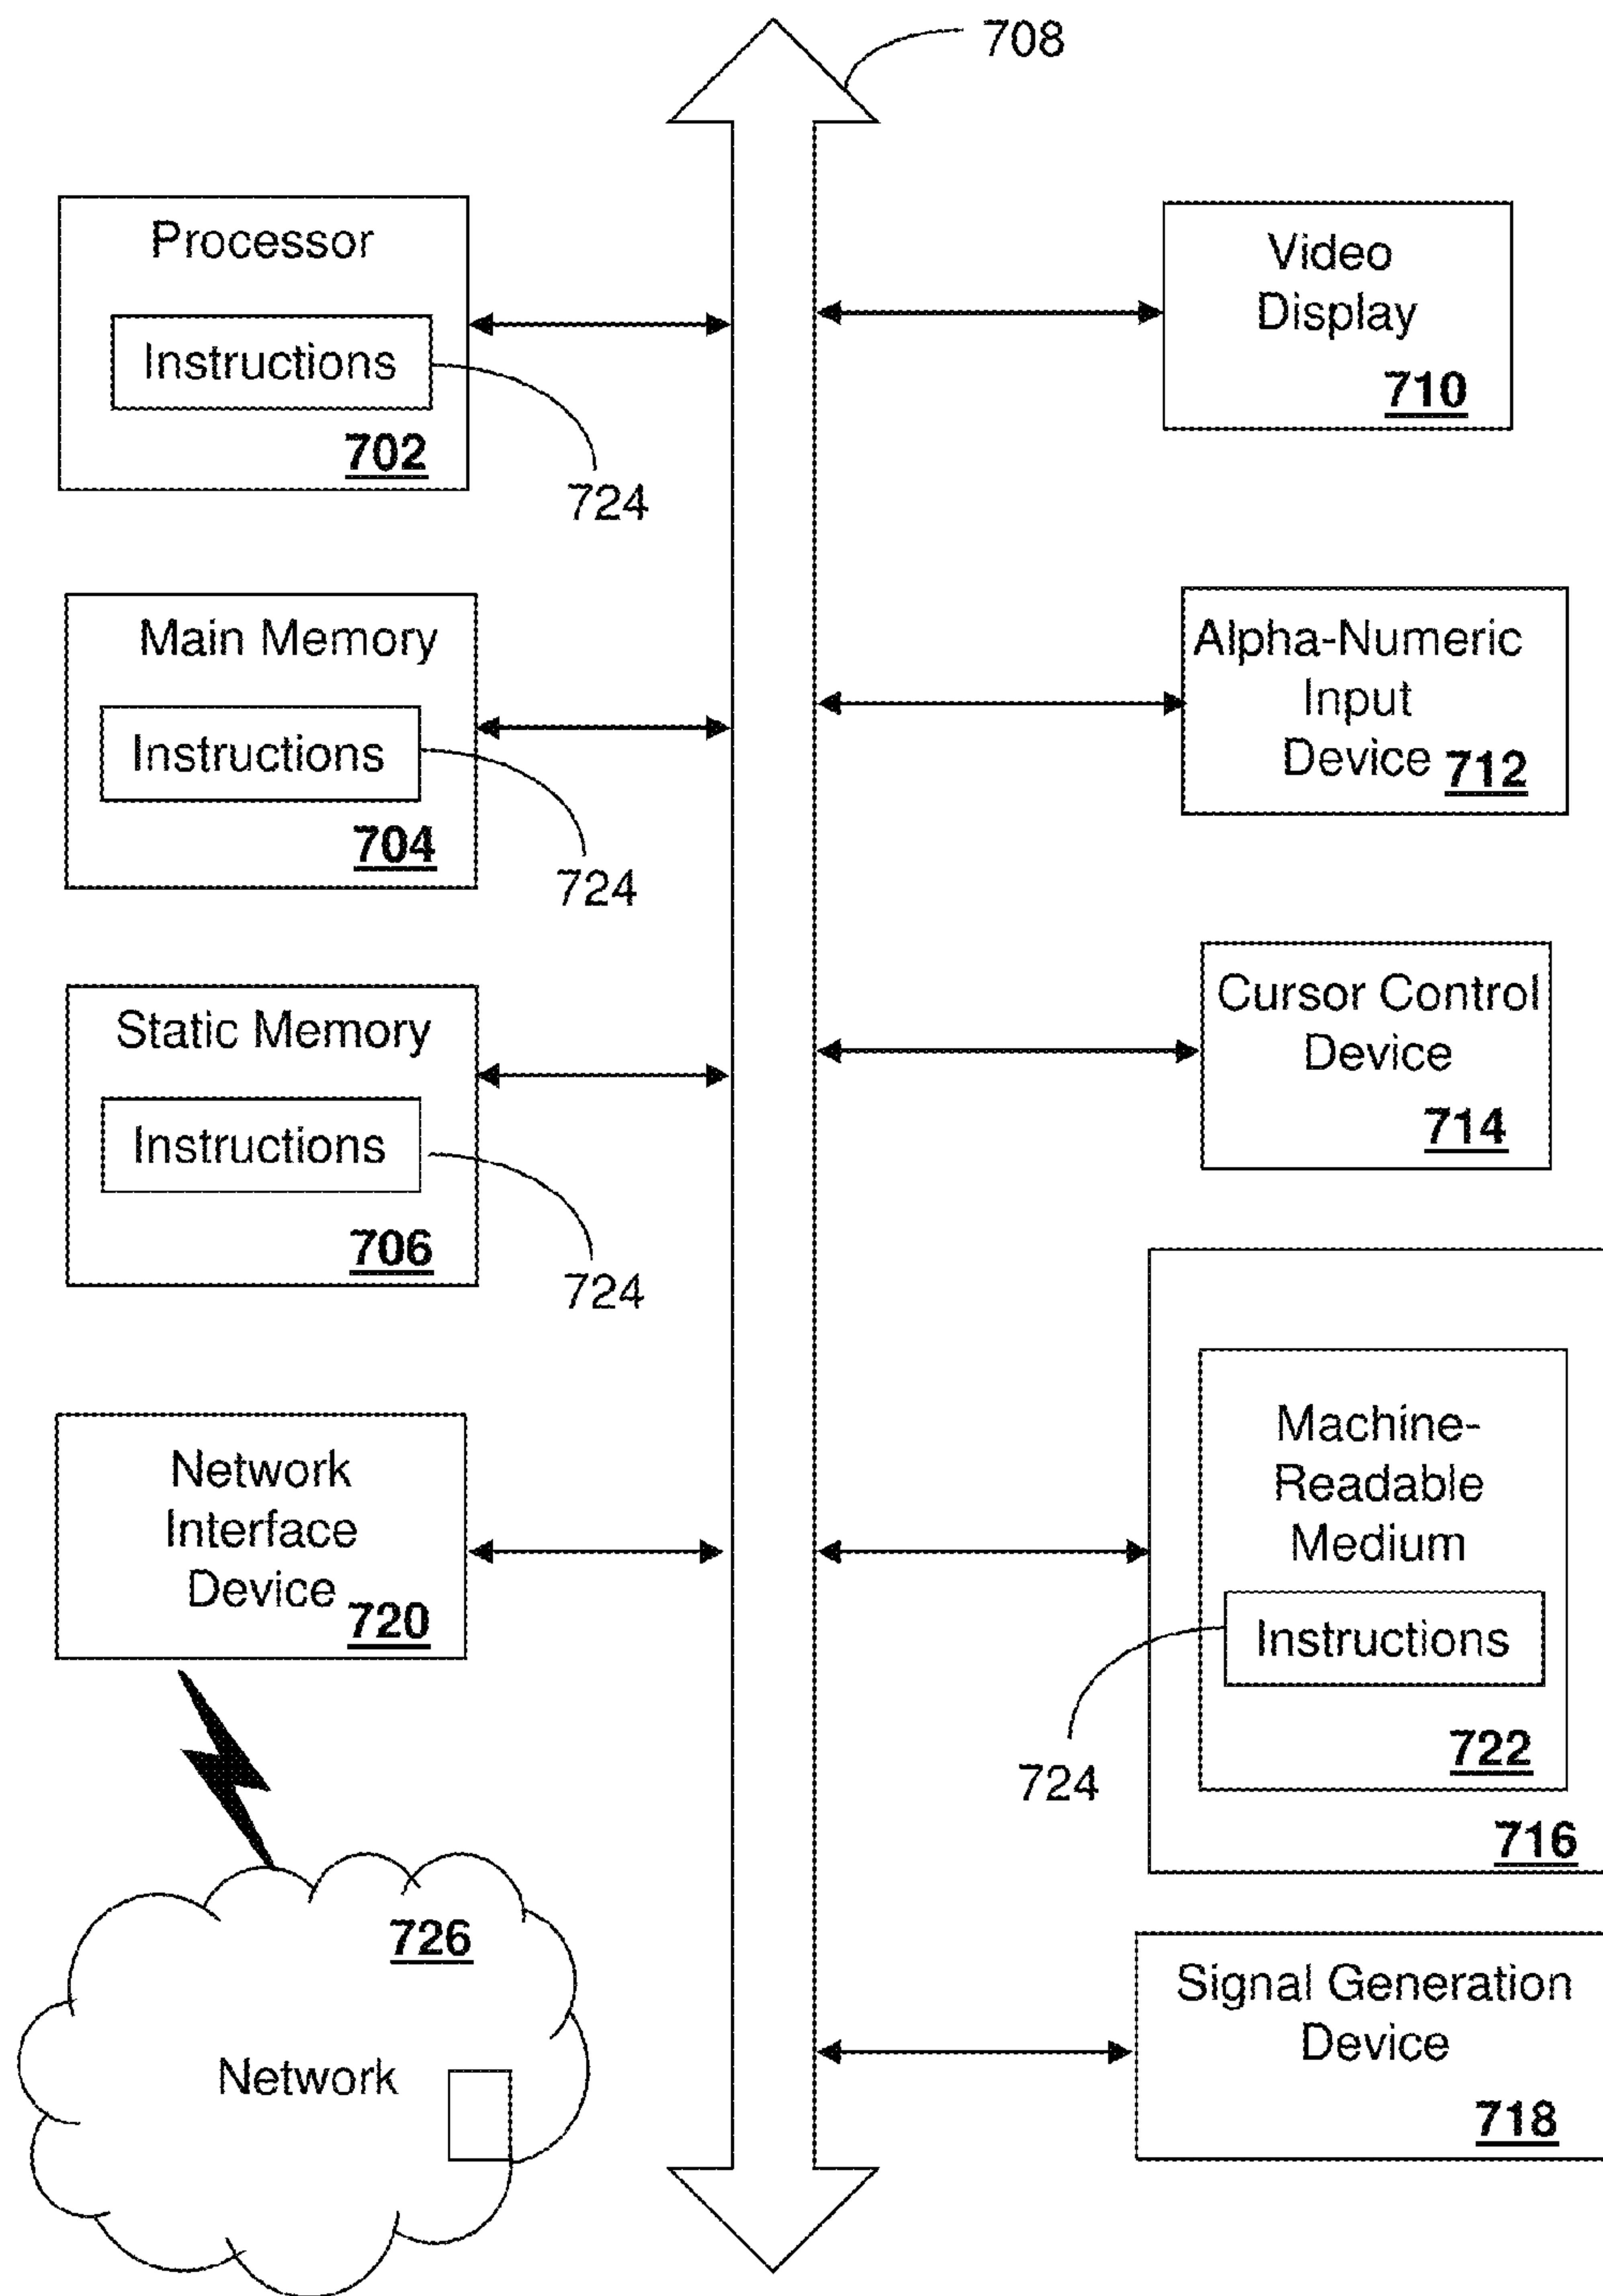 708
Processor
Instructions
702
724
Main Memory
Instructions
704
724
Static Memory
Instructions
706
724
Network
Interface
Device
720
726
Network
Video
Display
710
Alpha-Numeric
Input
Device
712
Cursor Control
Device
714
Machine-
Readable
Medium
Instructions
722
724
716
Signal Generation
Device
718